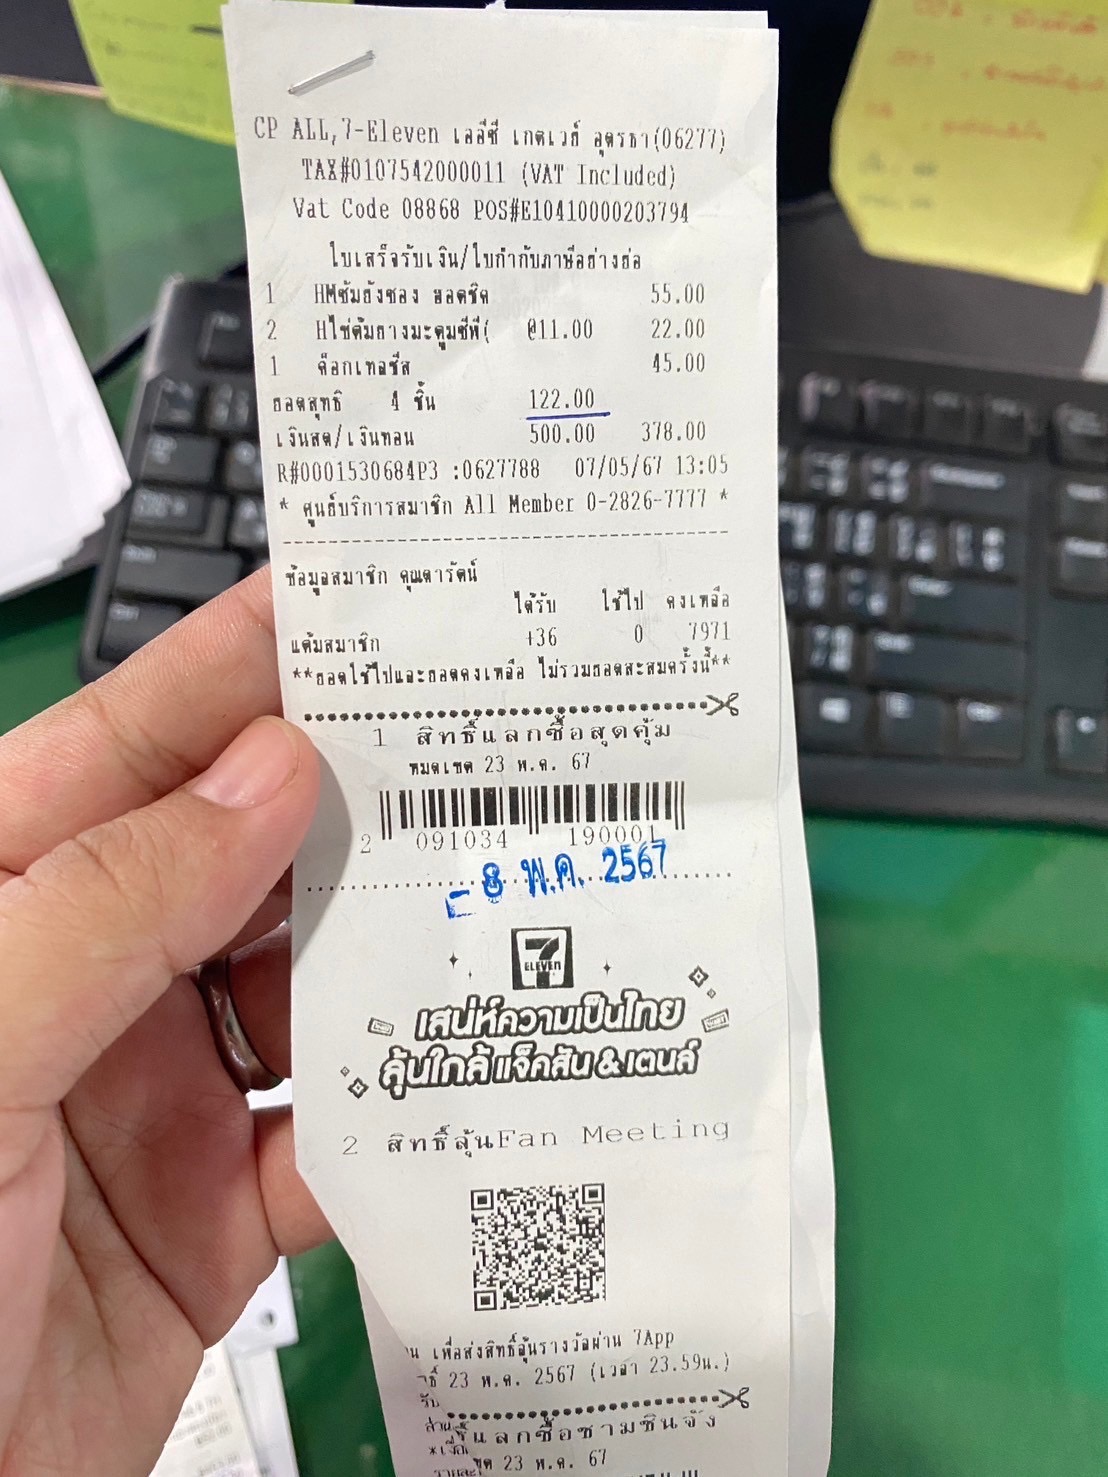 CP ALL,7-Eleven เลอีซี เกตเวย์ อุตรธา(06277)
TAX#0107542000011 (VAT Included)
Vat Code 08868 POS#E10410000203794
ใบเสร็จรับเงิน/ใบกำกับภาษีอย่างย่อ
1 HMซัมฮังซอง ฮอตชิต 55.00
2 Hไข่ต้มยางมะตูมซีพี( @11.00 22.00
1 ค็อกเทลชีส 45.00
ยอดสุทธิ 4 ชิ้น 122.00
เงินสด/เงินทอน 500.00 378.00
R#0001530684P3 :0627788 07/05/67 13:05
* ศูนย์บริการสมาชิก All Member 0-2826-7777 *
ข้อมูลสมาชิก คุณดารัตน์
ได้รับ ใช้ไป คงเหลือ
แต้มสมาชิก +36 0 7971
**ยอดใช้ไปและยอดคงเหลือ ไม่รวมยอดสะสมครั้งนี้**
1 สิทธิ์แลกซื้อสุดคุ้ม
หมดเขต 23 พ.ค. 67
2 091034 190001
- 8 พ.ค. 2567
7 ELEVEn
เสน่ห์ความเป็นไทย
ลุ้นใกล้ แจ็คสัน & เตนล์
2 สิทธิ์ลุ้นFan Meeting
เพื่อส่งสิทธิ์ลุ้นรางวัลผ่าน 7App
23 พ.ค. 2567 (เวลา 23.59น.)
แลกซื้อชามซินจัง
23 พ.ค. 67